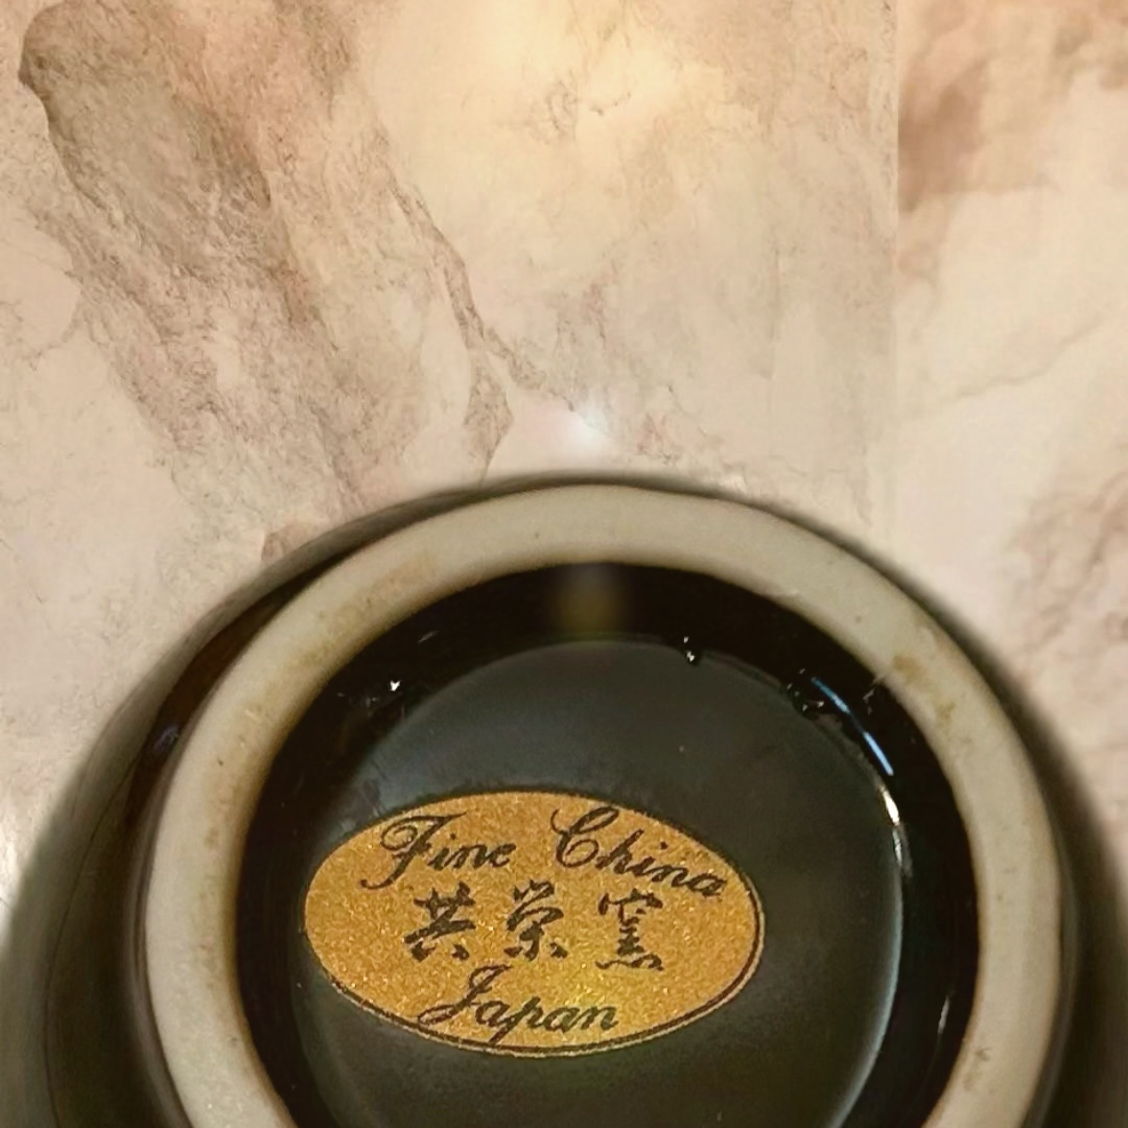 Fine China
共栄窯
Japan